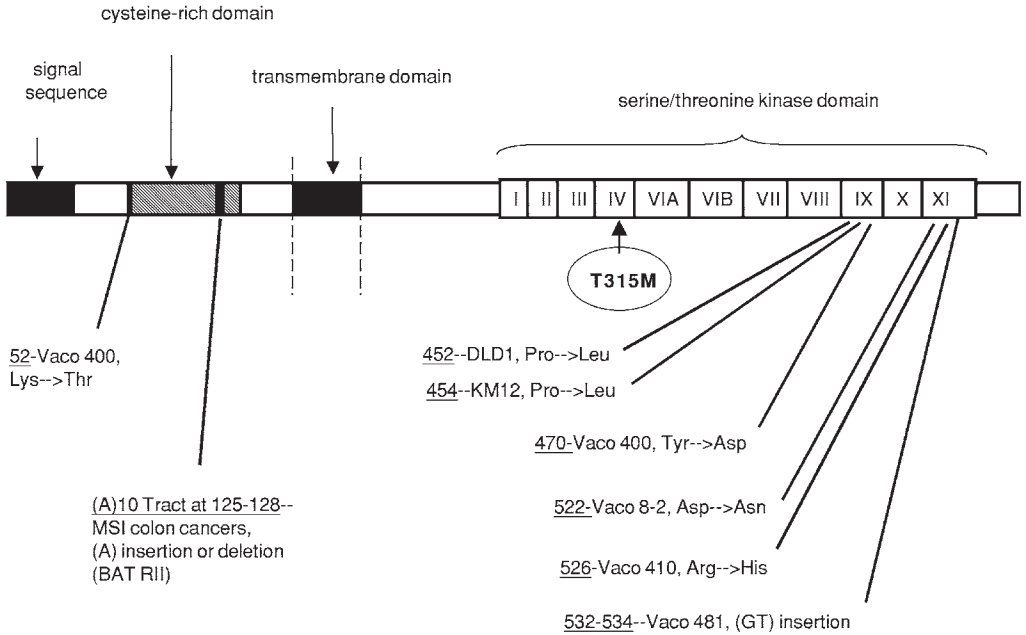 cysteine-rich domain
signal
sequence
transmembrane domain
serine/threonine kinase domain
I II III IV VIA VIB VII VIII IX X XI
T315M
52-Vaco 400,
Lys-->Thr
452--DLD1, Pro-->Leu
454--KM12, Pro-->Leu
470-Vaco 400, Tyr-->Asp
(A)10 Tract at 125-128--
MSI colon cancers,
(A) insertion or deletion
(BAT RII)
522-Vaco 8-2, Asp-->Asn
526-Vaco 410, Arg-->His
532-534--Vaco 481, (GT) insertion